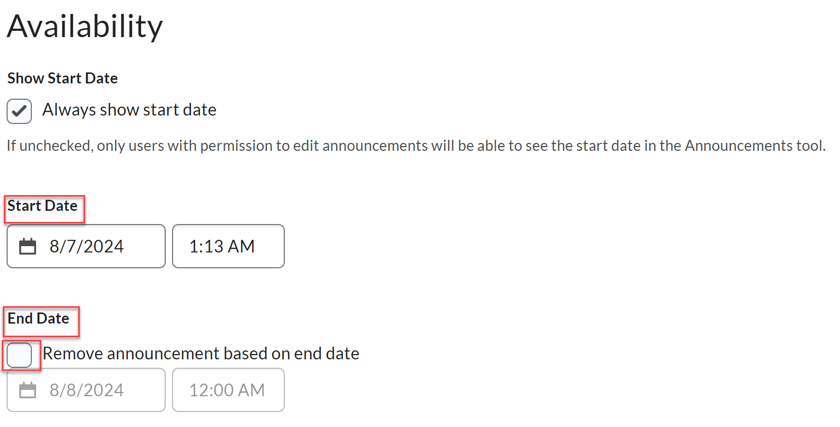 Availability
Show Start Date
Always show start date
If unchecked, only users with permission to edit announcements will be able to see the start date in the Announcements tool.
Start Date
8/7/2024 1:13 AM
End Date
Remove announcement based on end date
8/8/2024 12:00 AM